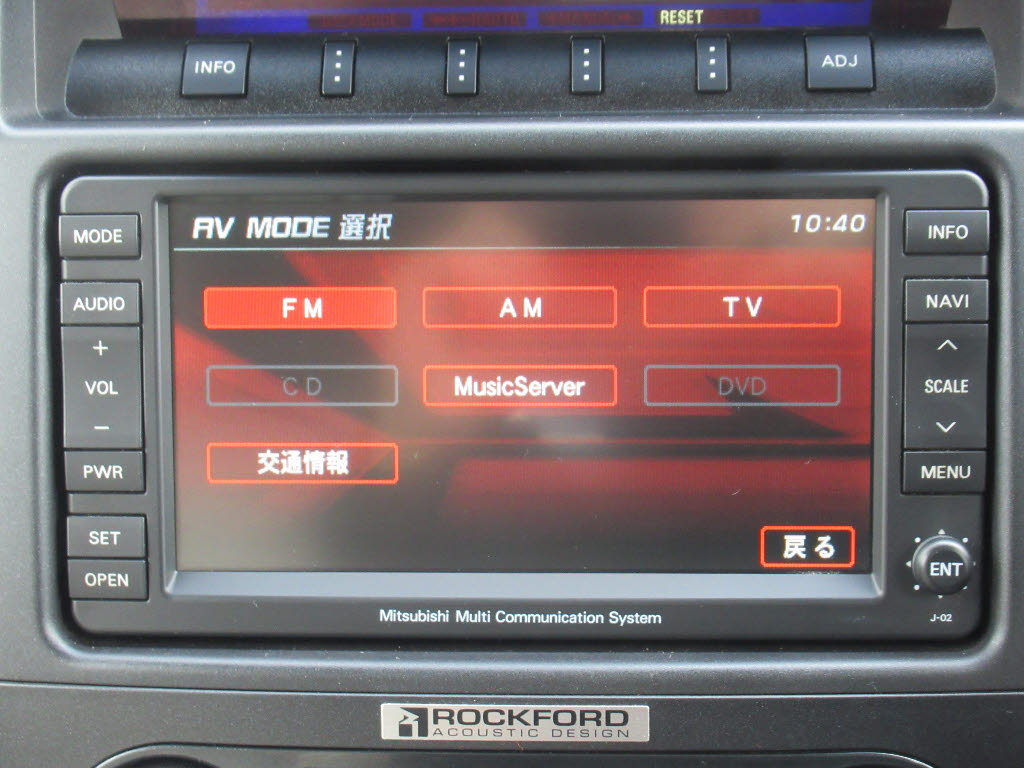 RESET
INFO
ADJ
MODE
AV MODE 選択
10:40
INFO
AUDIO
FM
AM
TV
NAVI
+
VOL
−
CD
MusicServer
DVD
SCALE
PWR
交通情報
MENU
SET
戻る
OPEN
ENT
Mitsubishi Multi Communication System
J-02
ROCKFORD
ACOUSTIC DESIGN